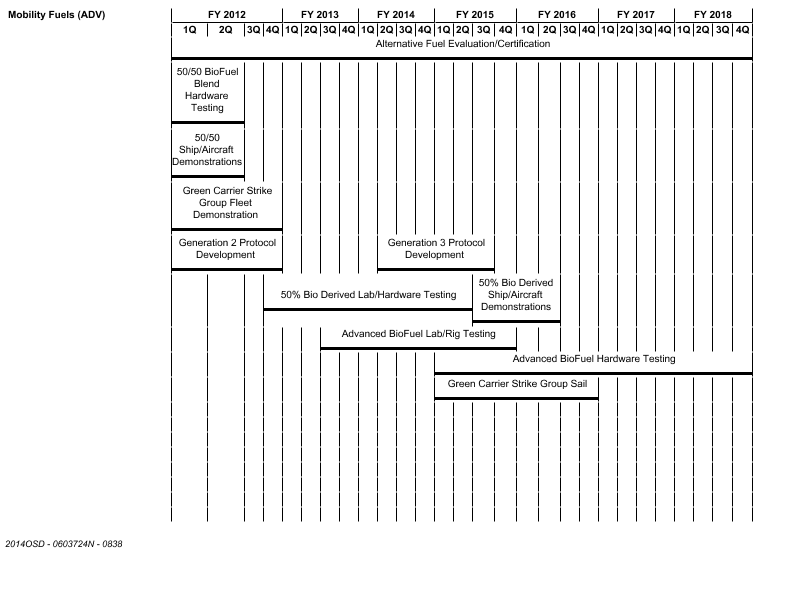 Mobility Fuels (ADV)
FY 2012 FY 2013 FY 2014 FY 2015 FY 2016 FY 2017 FY 2018
1Q 2Q 3Q 4Q 1Q 2Q 3Q 4Q 1Q 2Q 3Q 4Q 1Q 2Q 3Q 4Q 1Q 2Q 3Q 4Q 1Q 2Q 3Q 4Q 1Q 2Q 3Q 4Q
Alternative Fuel Evaluation/Certification
50/50 BioFuel
Blend
Hardware
Testing
50/50
Ship/Aircraft
Demonstrations
Green Carrier Strike
Group Fleet
Demonstration
Generation 2 Protocol
Development
Generation 3 Protocol
Development
50% Bio Derived Lab/Hardware Testing
50% Bio Derived
Ship/Aircraft
Demonstrations
Advanced BioFuel Lab/Rig Testing
Advanced BioFuel Hardware Testing
Green Carrier Strike Group Sail
2014OSD - 0603724N - 0838